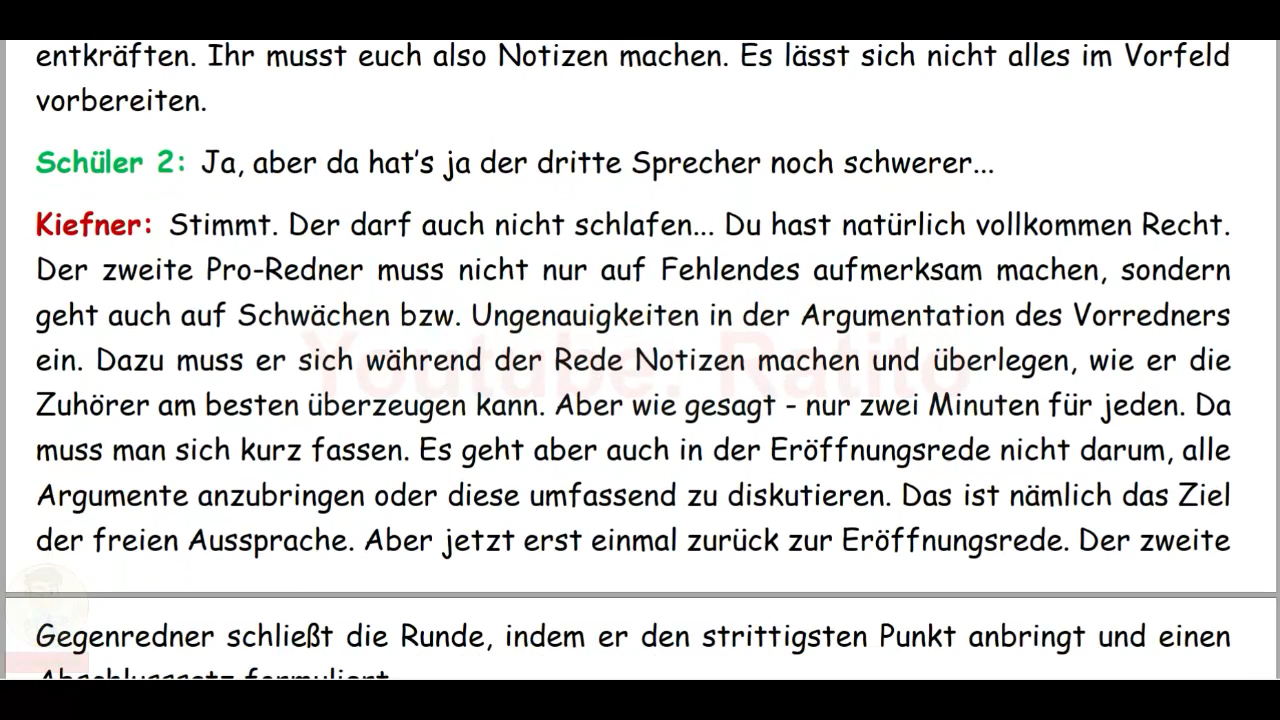 entkräften. Ihr musst euch also Notizen machen. Es lässt sich nicht alles im Vorfeld
vorbereiten.
Schüler 2: Ja, aber da hat's ja der dritte Sprecher noch schwerer...
Kiefner: Stimmt. Der darf auch nicht schlafen... Du hast natürlich vollkommen Recht.
Der zweite Pro-Redner muss nicht nur auf Fehlendes aufmerksam machen, sondern
geht auch auf Schwächen bzw. Ungenauigkeiten in der Argumentation des Vorredners
ein. Dazu muss er sich während der Rede Notizen machen und überlegen, wie er die
Youtube: Ratito
Zuhörer am besten überzeugen kann. Aber wie gesagt - nur zwei Minuten für jeden. Da
muss man sich kurz fassen. Es geht aber auch in der Eröffnungsrede nicht darum, alle
Argumente anzubringen oder diese umfassend zu diskutieren. Das ist nämlich das Ziel
der freien Aussprache. Aber jetzt erst einmal zurück zur Eröffnungsrede. Der zweite
Gegenredner schließt die Runde, indem er den strittigsten Punkt anbringt und einen
Abschlusssatz formuliert